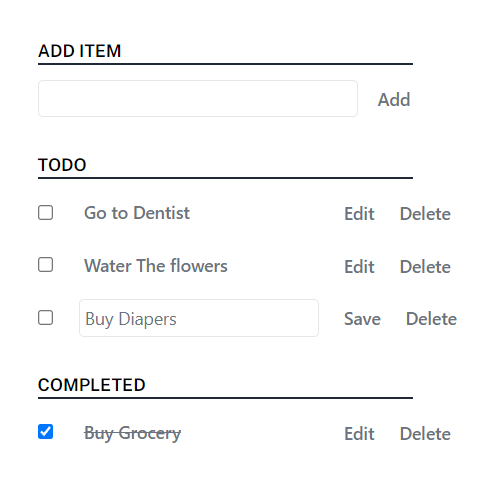 ADD ITEM
Add
TODO
Go to Dentist Edit Delete
Water The flowers Edit Delete
Buy Diapers Save Delete
COMPLETED
Buy Grocery Edit Delete